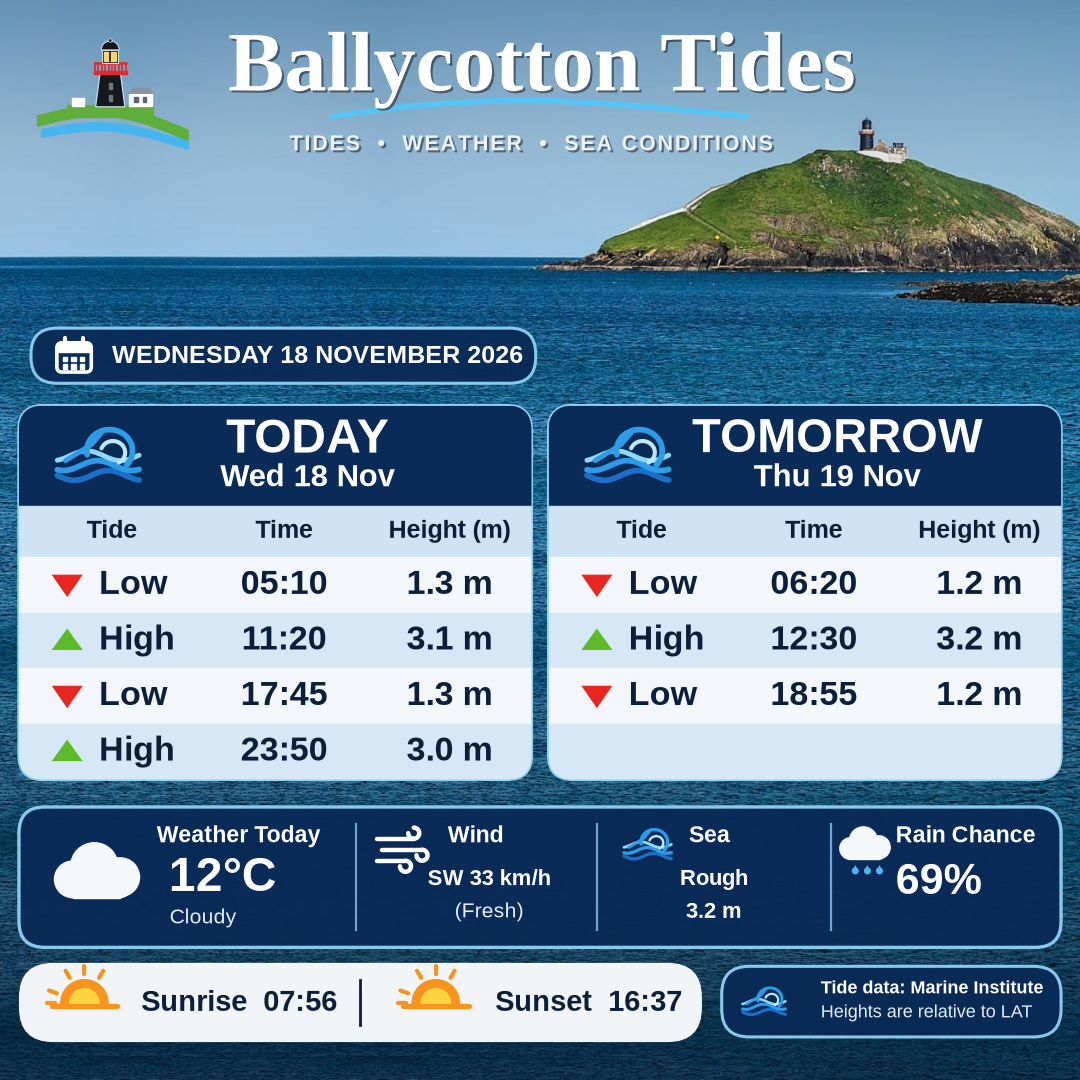 Ballycotton Tides
TIDES • WEATHER • SEA CONDITIONS
WEDNESDAY 18 NOVEMBER 2026
TODAY
Wed 18 Nov
Tide Time Height (m)
Low 05:10 1.3 m
High 11:20 3.1 m
Low 17:45 1.3 m
High 23:50 3.0 m
TOMORROW
Thu 19 Nov
Tide Time Height (m)
Low 06:20 1.2 m
High 12:30 3.2 m
Low 18:55 1.2 m
Weather Today
12°C
Cloudy
Wind
SW 33 km/h
(Fresh)
Sea
Rough
3.2 m
Rain Chance
69%
Sunrise 07:56
Sunset 16:37
Tide data: Marine Institute
Heights are relative to LAT